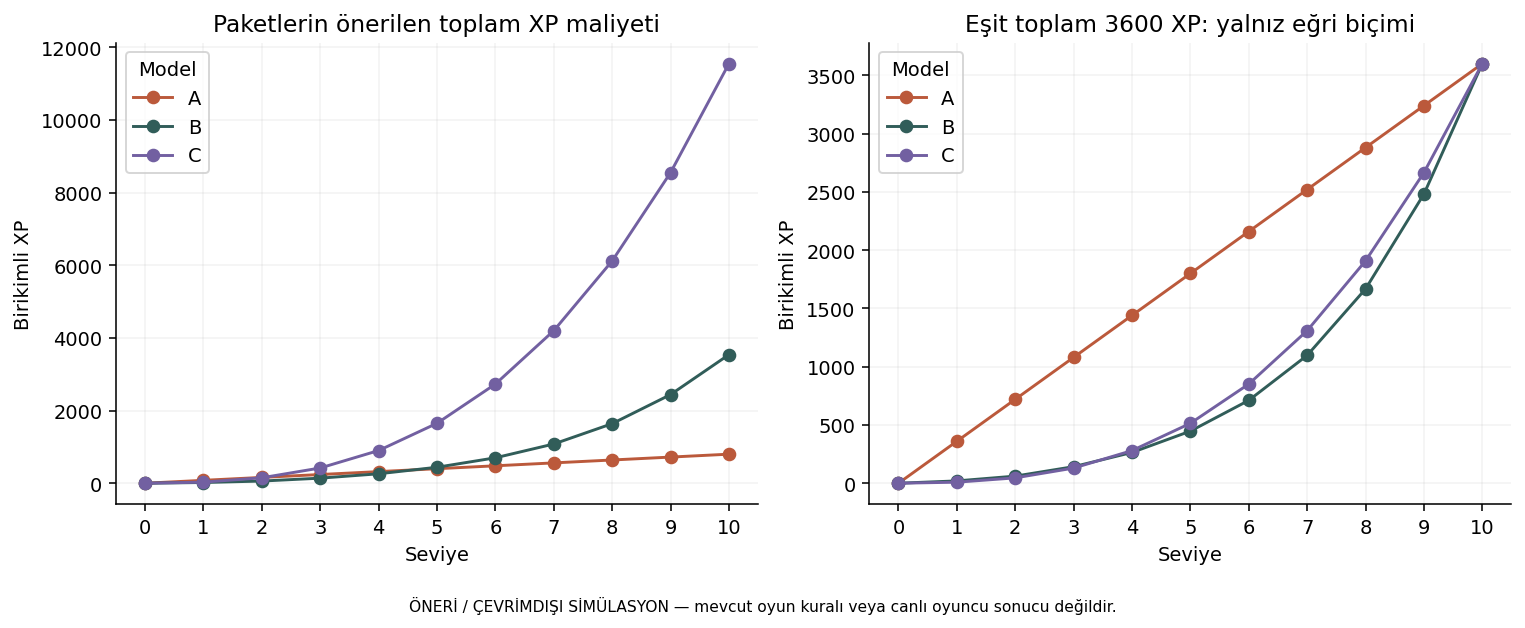 Paketlerin önerilen toplam XP maliyeti
12000
10000
8000
6000
4000
2000
0
Birikimli XP
Model
A
B
C
0 1 2 3 4 5 6 7 8 9 10
Seviye
Eşit toplam 3600 XP: yalnız eğri biçimi
3500
3000
2500
2000
1500
1000
500
0
Birikimli XP
Model
A
B
C
0 1 2 3 4 5 6 7 8 9 10
Seviye
ÖNERİ / ÇEVRİMDIŞI SİMÜLASYON — mevcut oyun kuralı veya canlı oyuncu sonucu değildir.